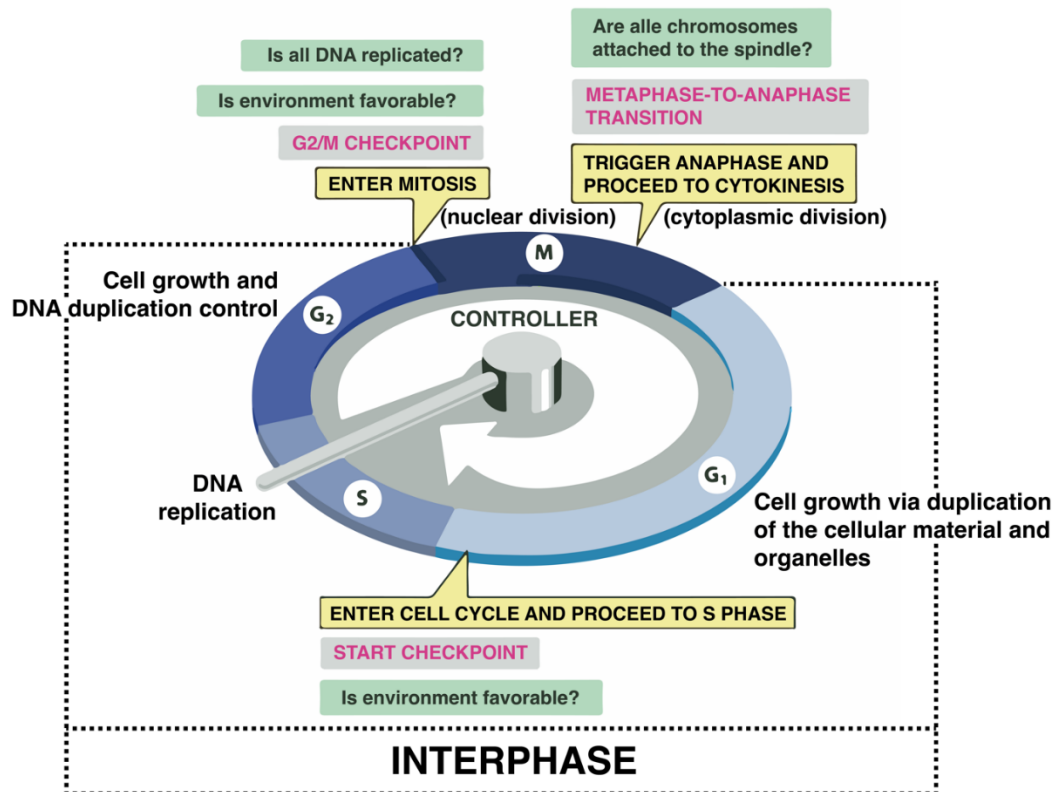 Is all DNA replicated?
Is environment favorable?
G2/M CHECKPOINT
ENTER MITOSIS
(nuclear division)
Are alle chromosomes
attached to the spindle?
METAPHASE-TO-ANAPHASE
TRANSITION
TRIGGER ANAPHASE AND
PROCEED TO CYTOKINESIS
(cytoplasmic division)
M
Cell growth and
DNA duplication control
G₂
CONTROLLER
DNA
replication
S
G₁
Cell growth via duplication
of the cellular material and
organelles
ENTER CELL CYCLE AND PROCEED TO S PHASE
START CHECKPOINT
Is environment favorable?
INTERPHASE